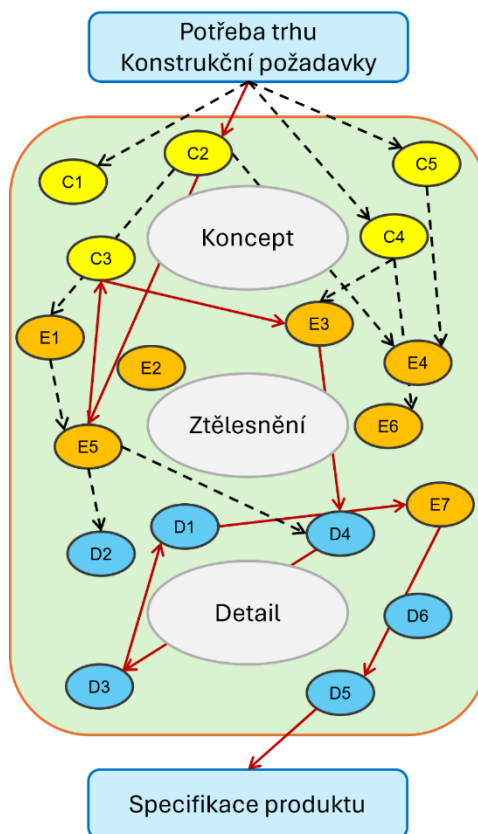 Potřeba trhu
Konstrukční požadavky
C2
C5
C1
C4
Koncept
C3
E3
E1
E4
E2
Ztělesnění
E6
E5
E7
D1
D4
D2
D6
Detail
D3
D5
Specifikace produktu